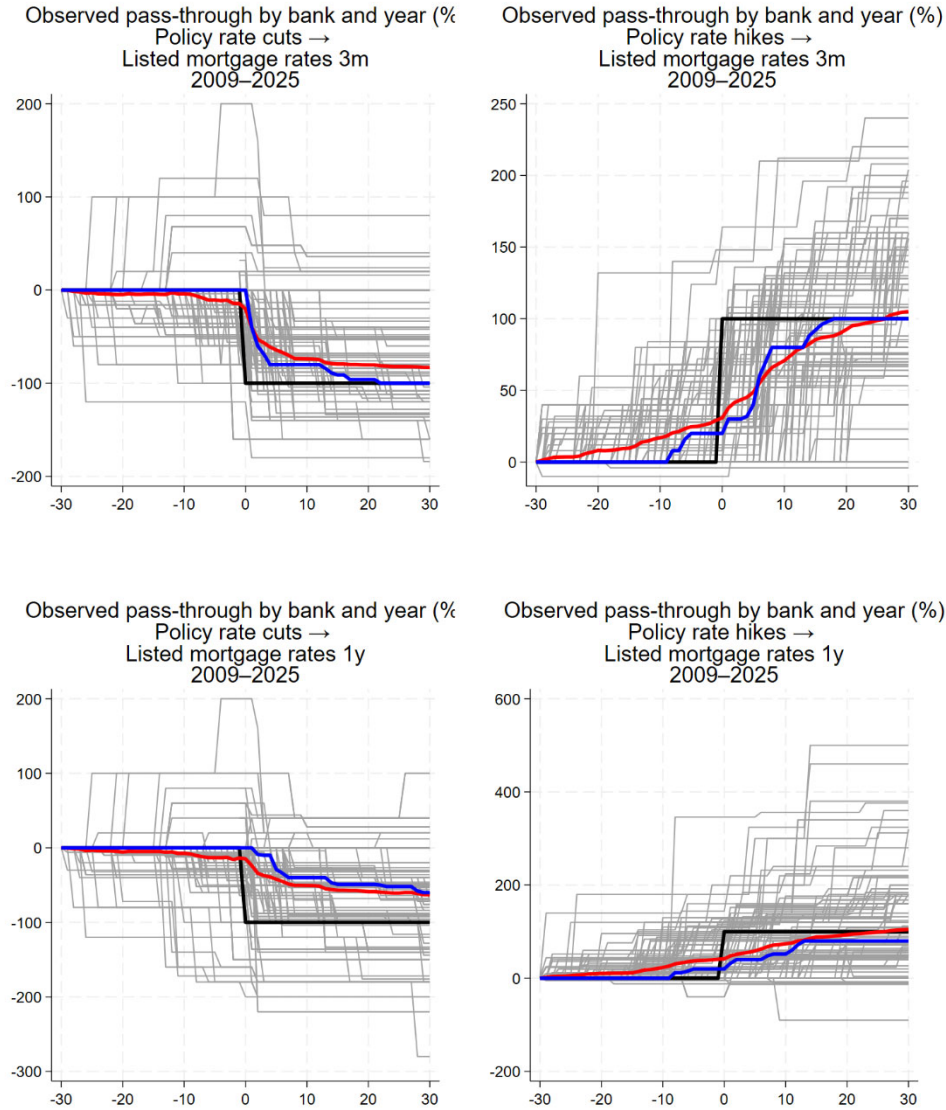 Observed pass-through by bank and year (%
Policy rate cuts →
Listed mortgage rates 3m
2009–2025
200
100
0
-100
-200
-30 -20 -10 0 10 20 30
Observed pass-through by bank and year (%)
Policy rate hikes →
Listed mortgage rates 3m
2009–2025
250
200
150
100
50
0
-30 -20 -10 0 10 20 30
Observed pass-through by bank and year (%
Policy rate cuts →
Listed mortgage rates 1y
2009–2025
200
100
0
-100
-200
-300
-30 -20 -10 0 10 20 30
Observed pass-through by bank and year (%)
Policy rate hikes →
Listed mortgage rates 1y
2009–2025
600
400
200
0
-200
-30 -20 -10 0 10 20 30